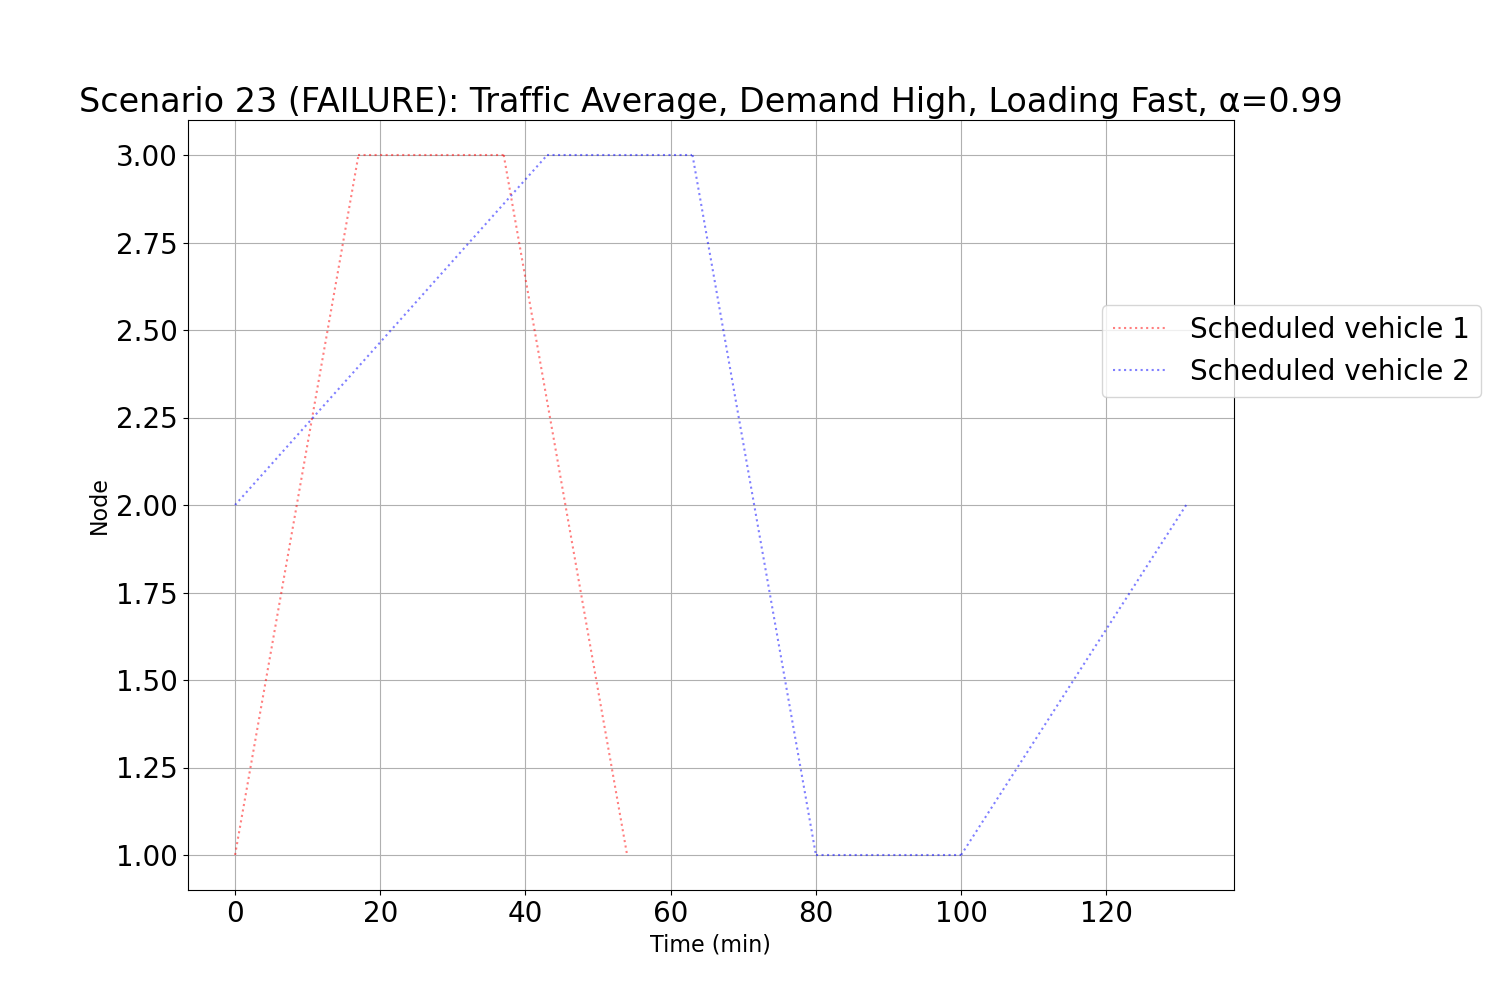 Scenario 23 (FAILURE): Traffic Average, Demand High, Loading Fast, α=0.99
3.00
2.75
2.50
2.25
2.00
1.75
1.50
1.25
1.00
Node
Scheduled vehicle 1
Scheduled vehicle 2
0 20 40 60 80 100 120
Time (min)